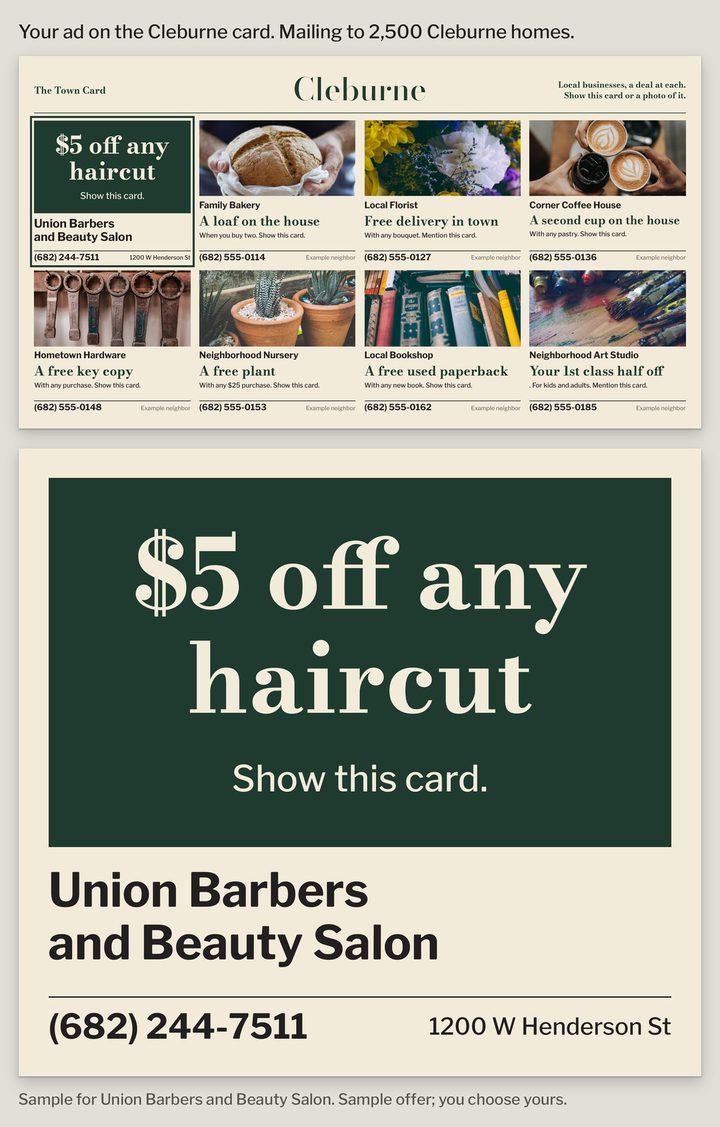 Your ad on the Cleburne card. Mailing to 2,500 Cleburne homes.
The Town Card
Cleburne
Local businesses, a deal at each.
Show this card or a photo of it.
$5 off any
haircut
Show this card.
Union Barbers
and Beauty Salon
(682) 244-7511
1200 W Henderson St
Family Bakery
A loaf on the house
When you buy two. Show this card.
(682) 555-0114
Example neighbor
Local Florist
Free delivery in town
With any bouquet. Mention this card.
(682) 555-0127
Example neighbor
Corner Coffee House
A second cup on the house
With any pastry. Show this card.
(682) 555-0136
Example neighbor
Hometown Hardware
A free key copy
With any purchase. Show this card.
(682) 555-0148
Example neighbor
Neighborhood Nursery
A free plant
With any $25 purchase. Show this card.
(682) 555-0153
Example neighbor
Local Bookshop
A free used paperback
With any new book. Show this card.
(682) 555-0162
Example neighbor
Neighborhood Art Studio
Your 1st class half off
. For kids and adults. Mention this card.
(682) 555-0185
Example neighbor
$5 off any
haircut
Show this card.
Union Barbers
and Beauty Salon
(682) 244-7511
1200 W Henderson St
Sample for Union Barbers and Beauty Salon. Sample offer; you choose yours.